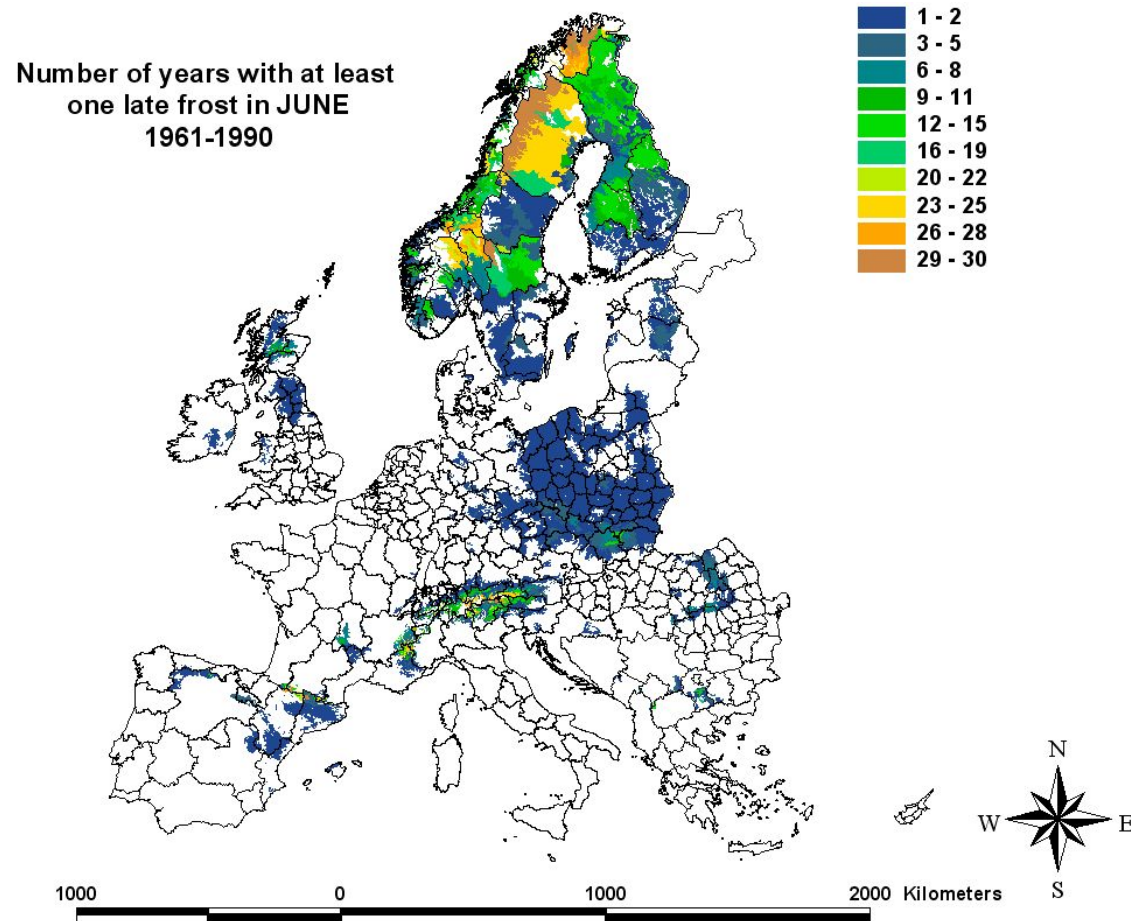 Number of years with at least
one late frost in JUNE
1961-1990
1 - 2
3 - 5
6 - 8
9 - 11
12 - 15
16 - 19
20 - 22
23 - 25
26 - 28
29 - 30
N
W E
S
1000 0 1000 2000 Kilometers